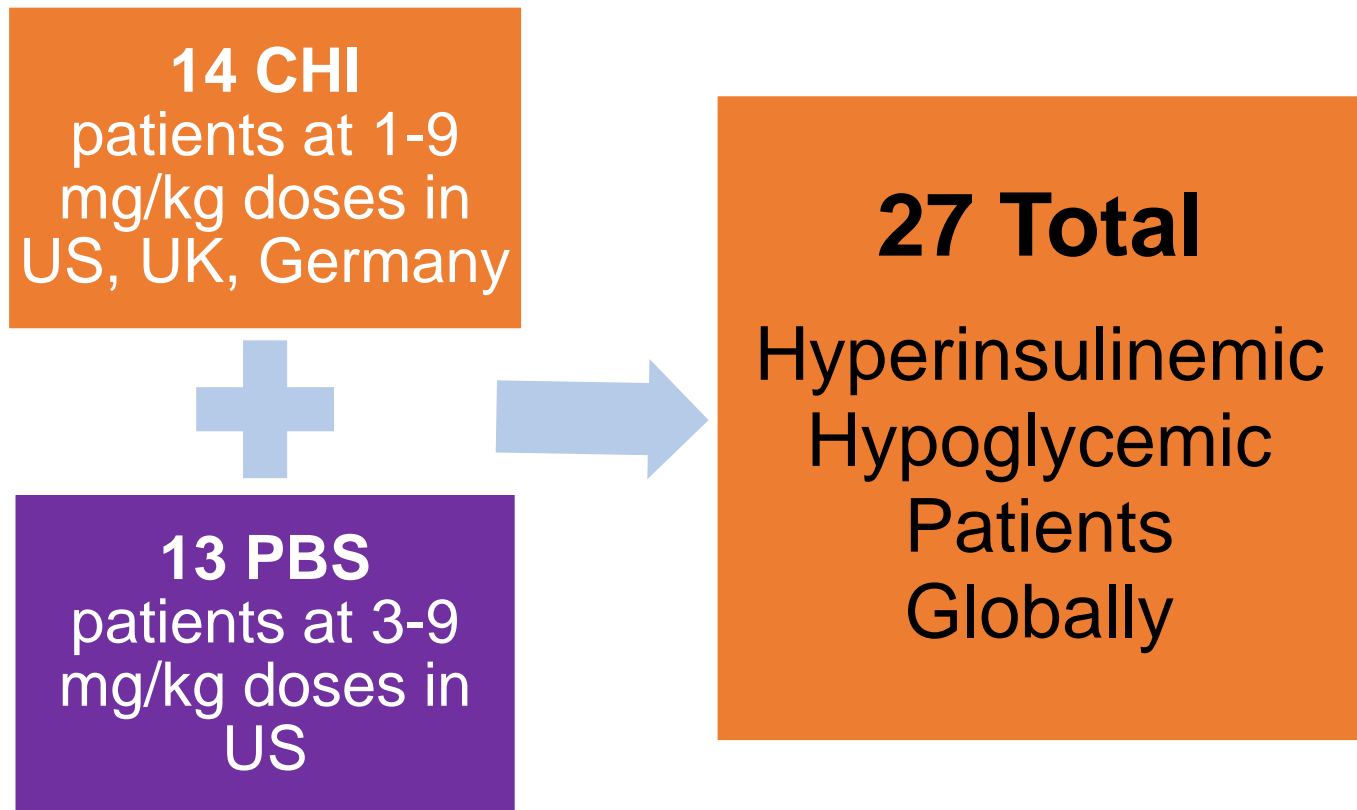 14 CHI
patients at 1-9
mg/kg doses in
US, UK, Germany
13 PBS
patients at 3-9
mg/kg doses in
US
27 Total
Hyperinsulinemic
Hypoglycemic
Patients
Globally